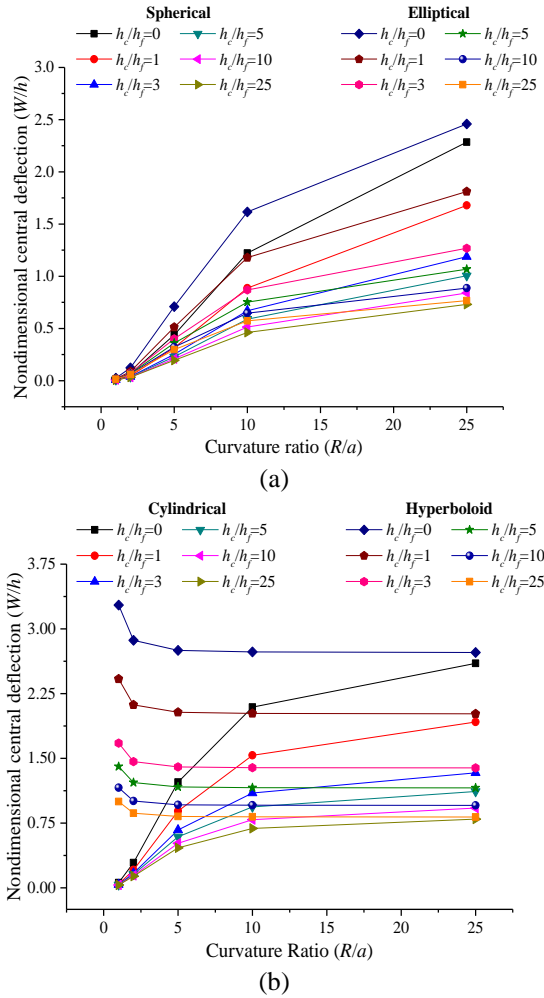 Spherical Elliptical
h_c/h_f=0 h_c/h_f=5 h_c/h_f=0 h_c/h_f=5
h_c/h_f=1 h_c/h_f=10 h_c/h_f=1 h_c/h_f=10
h_c/h_f=3 h_c/h_f=25 h_c/h_f=3 h_c/h_f=25
Nondimensional central deflection (W/h)
3.0
2.5
2.0
1.5
1.0
0.5
0.0
0 5 10 15 20 25
Curvature ratio (R/a)
(a)
Cylindrical Hyperboloid
h_c/h_f=0 h_c/h_f=5 h_c/h_f=0 h_c/h_f=5
h_c/h_f=1 h_c/h_f=10 h_c/h_f=1 h_c/h_f=10
h_c/h_f=3 h_c/h_f=25 h_c/h_f=3 h_c/h_f=25
Nondimensional central deflection (W/h)
3.75
3.00
2.25
1.50
0.75
0.00
0 5 10 15 20 25
Curvature Ratio (R/a)
(b)